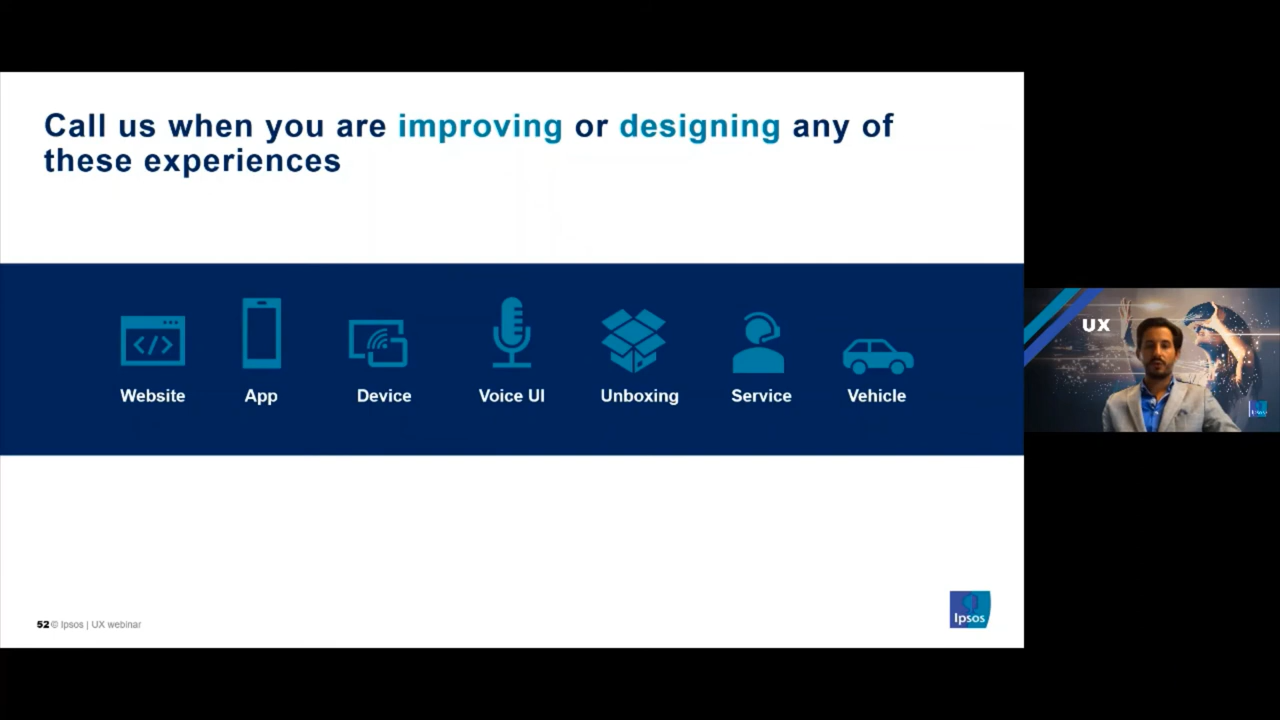 Call us when you are improving or designing any of
these experiences
Website App Device Voice UI Unboxing Service Vehicle
52 © Ipsos | UX webinar
Ipsos
UX
Ipsos